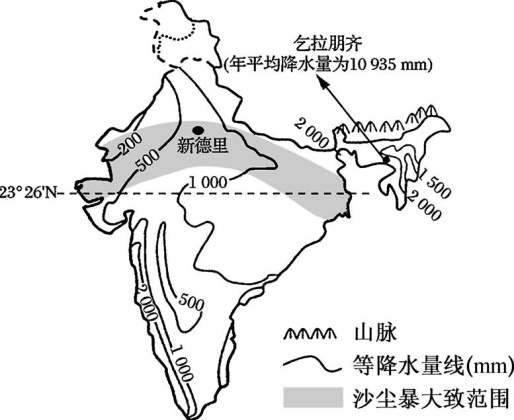 乞拉朋齐
(年平均降水量为10 935 mm)
2 000
200
新德里
500
1 000
23°26′N
1 500
2 000
2 000
500
1 000
山脉
等降水量线(mm)
沙尘暴大致范围